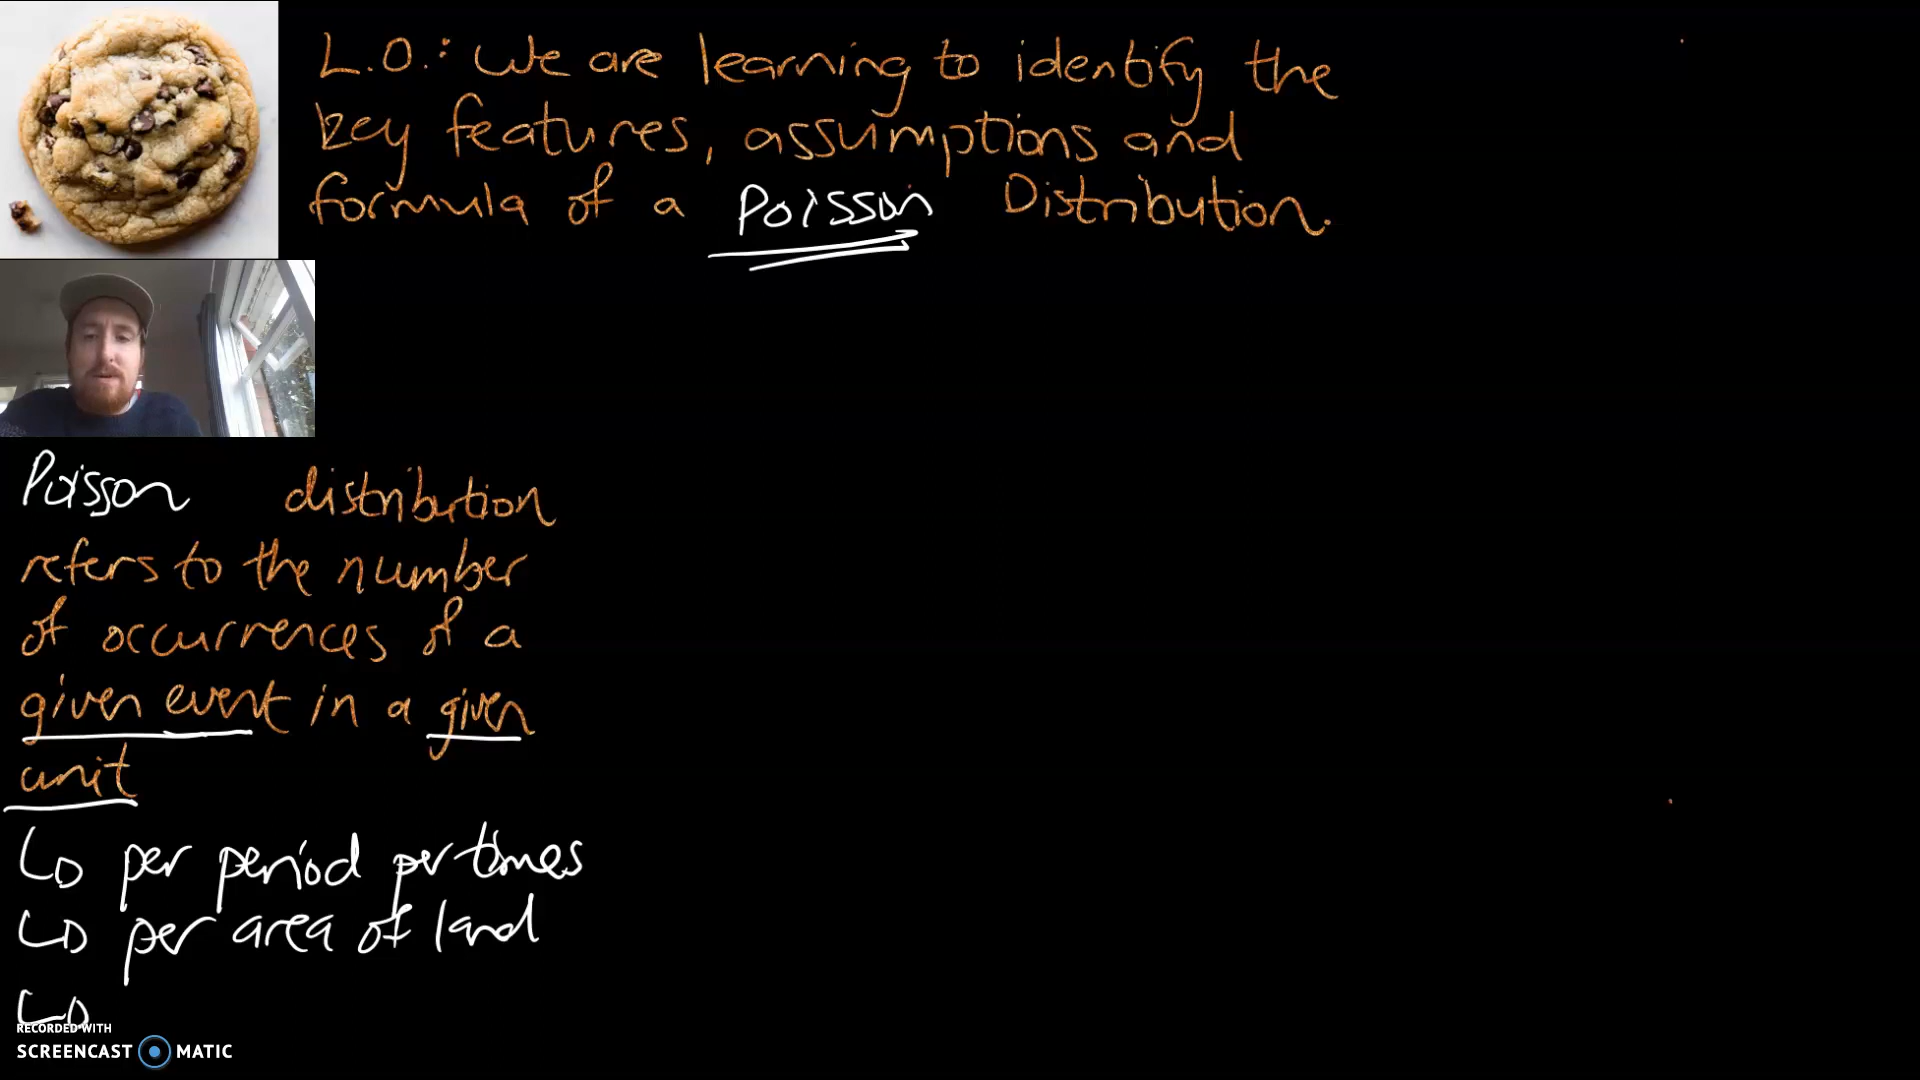 L.O.: We are learning to identify the
key features, assumptions and
formula of a Poisson Distribution.
Poisson distribution
refers to the number
of occurrences of a
given event in a given
unit
per period per times
per area of land
RECORDED WITH
SCREENCAST MATIC